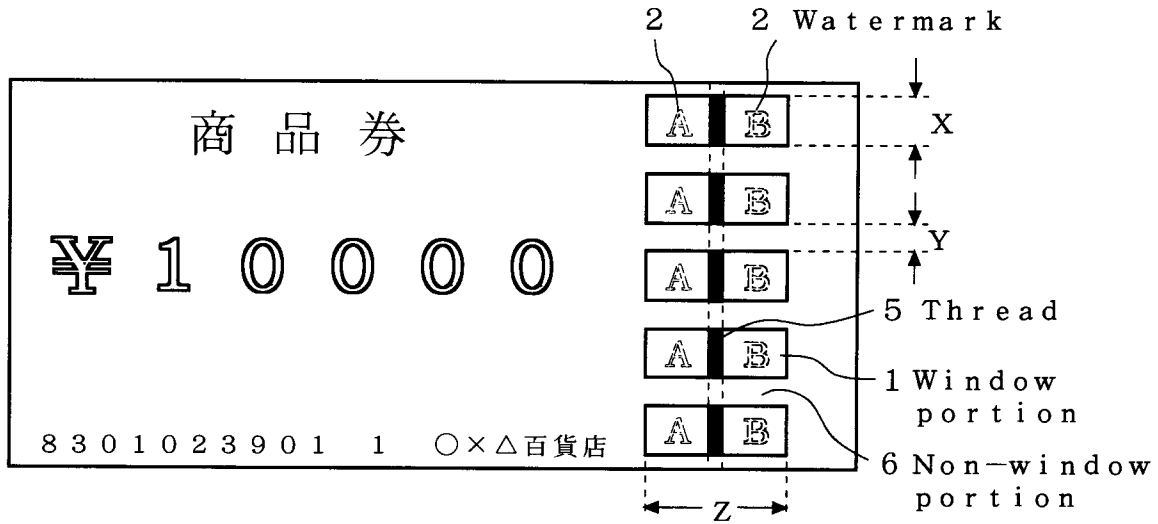 2 2 Watermark
商品券
A B X
A B
Y
¥10000
A B
5 Thread
A B
1 Window
portion
A B
8301023901 1 ○×△百貨店
6 Non-window
portion
Z